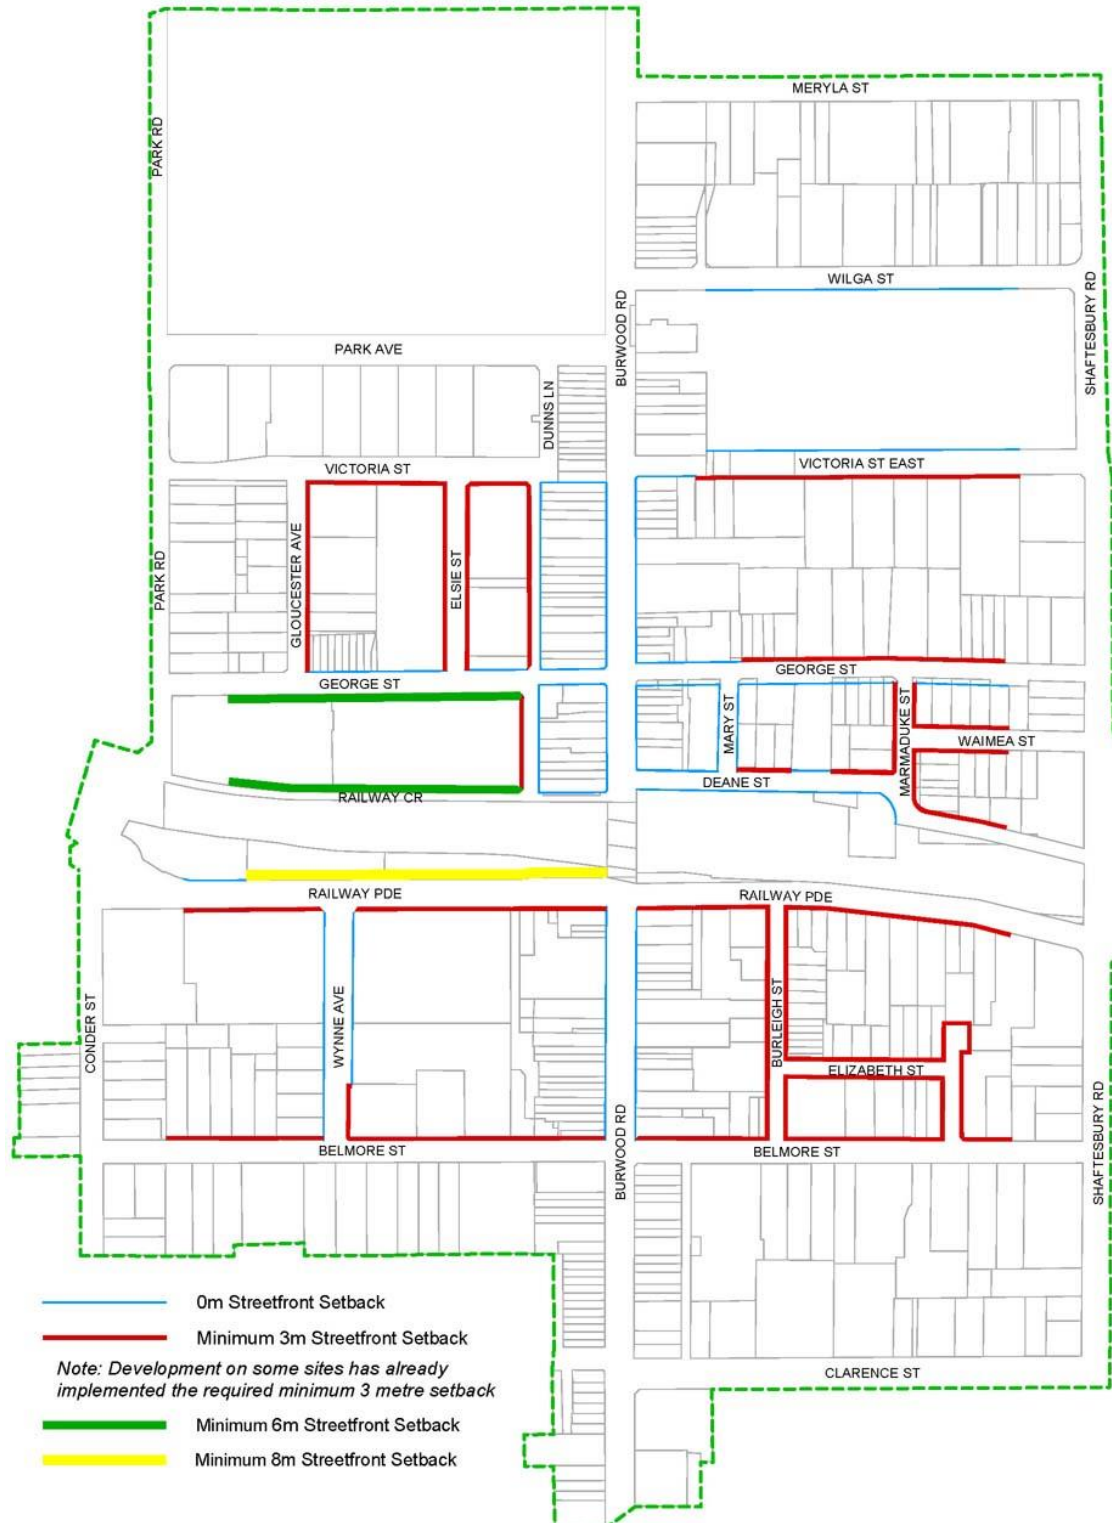 MERYLA ST
PARK RD
WILGA ST
BURWOOD RD
SHAFTESBURY RD
PARK AVE
DUNNS LN
VICTORIA ST
VICTORIA ST EAST
PARK RD
GLOUCESTER AVE
ELSIE ST
GEORGE ST
GEORGE ST
MARY ST
MARMADUKE ST
WAIMEA ST
DEANE ST
RAILWAY CR
RAILWAY PDE
RAILWAY PDE
CONDER ST
WYNNE AVE
BURLEIGH ST
ELIZABETH ST
BURWOOD RD
SHAFTESBURY RD
BELMORE ST
BELMORE ST
0m Streetfront Setback
Minimum 3m Streetfront Setback
Note: Development on some sites has already
implemented the required minimum 3 metre setback
CLARENCE ST
Minimum 6m Streetfront Setback
Minimum 8m Streetfront Setback